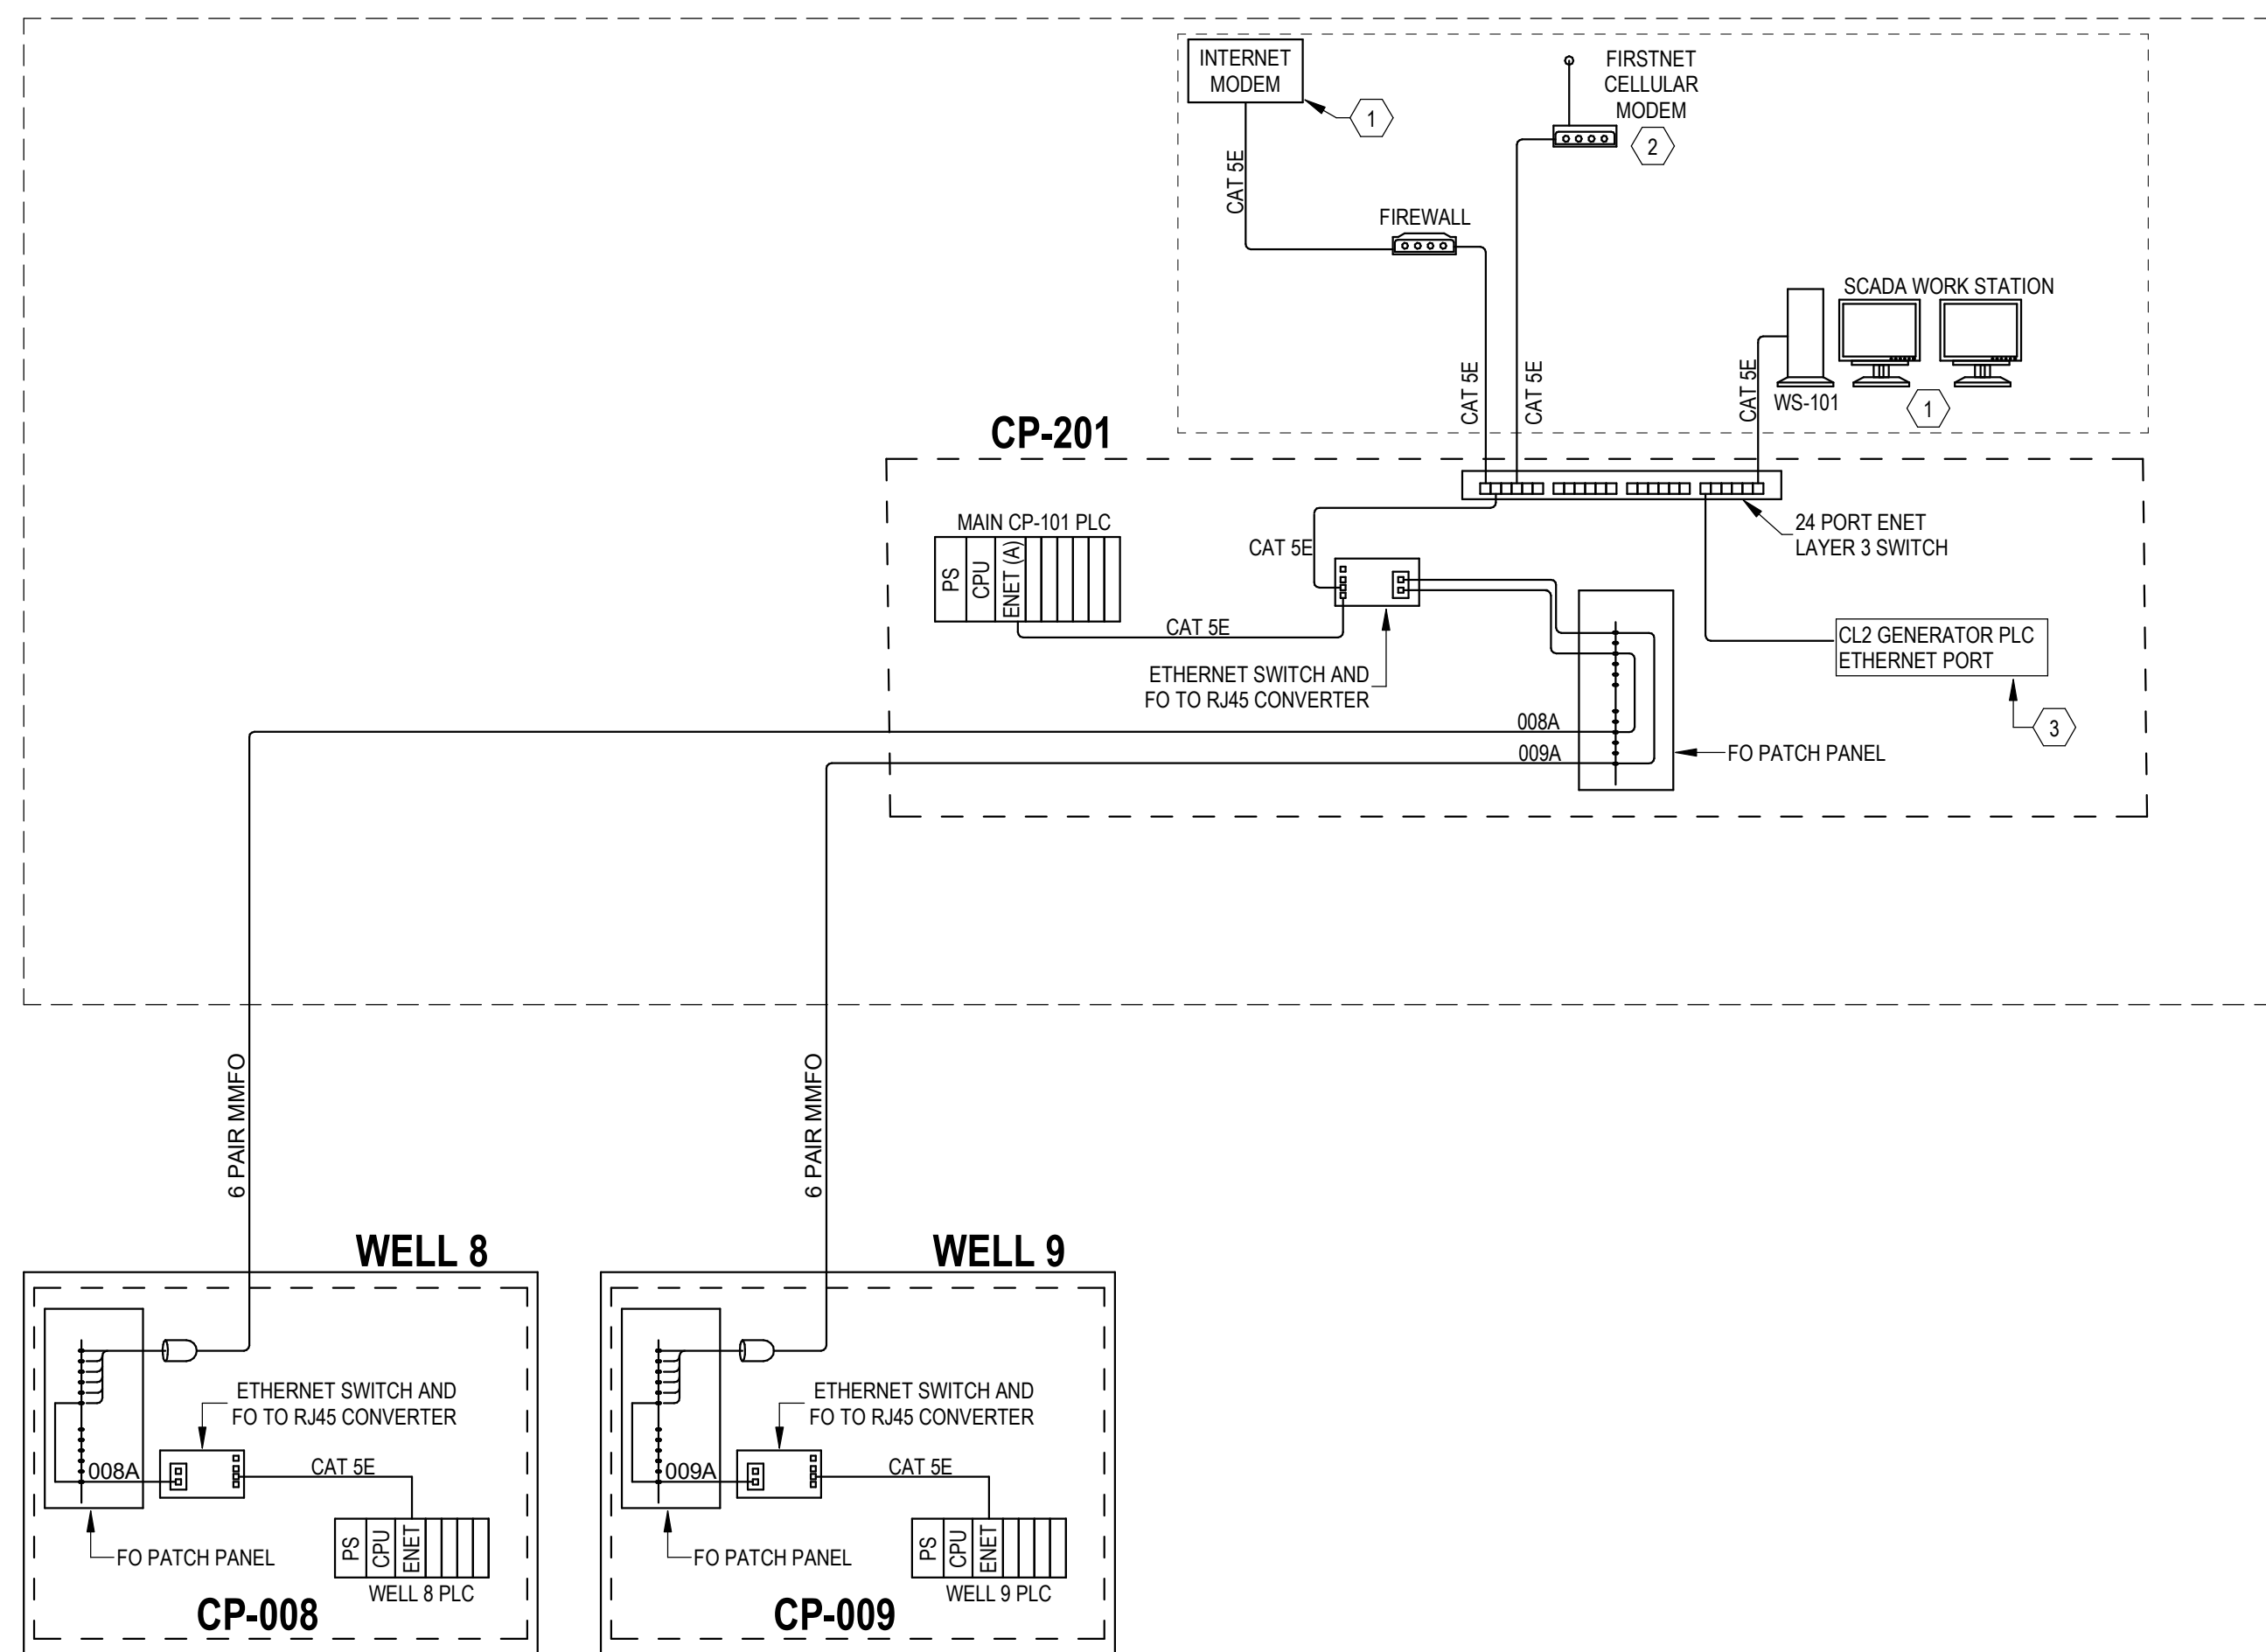 INTERNET
MODEM
1
FIRSTNET
CELLULAR
MODEM
2
CAT 5E
FIREWALL
SCADA WORK STATION
CAT 5E
CAT 5E
CAT 5E
WS-101
1
CP-201
MAIN CP-101 PLC
PS
CPU
ENET (A)
CAT 5E
24 PORT ENET
LAYER 3 SWITCH
CAT 5E
ETHERNET SWITCH AND
FO TO RJ45 CONVERTER
CL2 GENERATOR PLC
ETHERNET PORT
3
008A
009A
FO PATCH PANEL
6 PAIR MMFO
6 PAIR MMFO
WELL 8
ETHERNET SWITCH AND
FO TO RJ45 CONVERTER
008A
CAT 5E
FO PATCH PANEL
PS
CPU
ENET
WELL 8 PLC
CP-008
WELL 9
ETHERNET SWITCH AND
FO TO RJ45 CONVERTER
009A
CAT 5E
FO PATCH PANEL
PS
CPU
ENET
WELL 9 PLC
CP-009